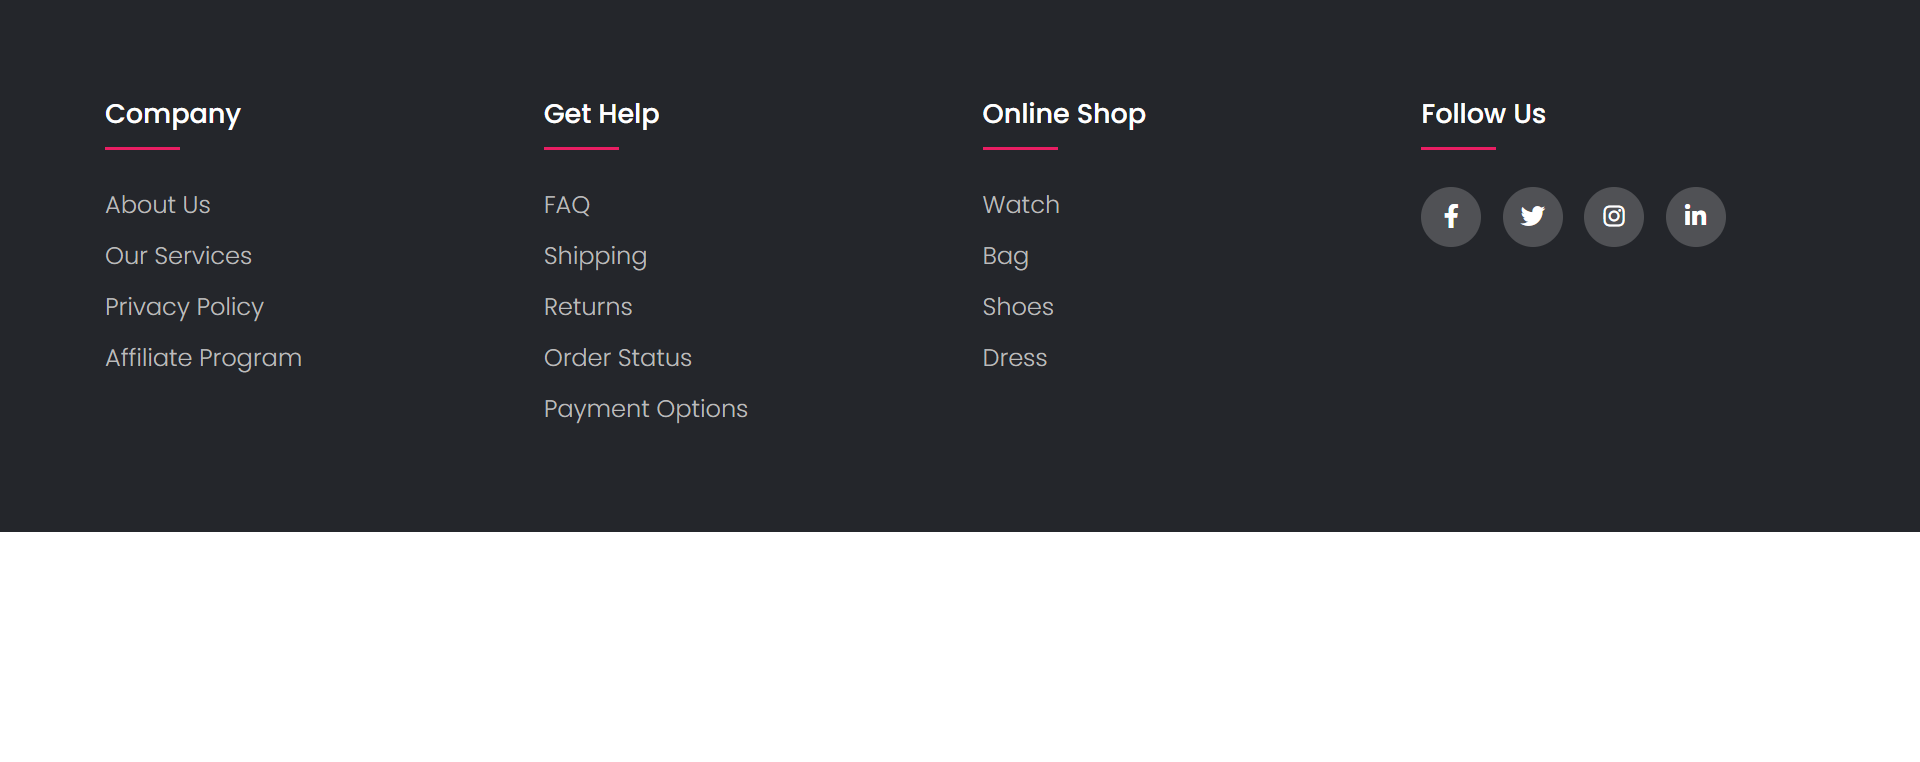 Company
About Us
Our Services
Privacy Policy
Affiliate Program
Get Help
FAQ
Shipping
Returns
Order Status
Payment Options
Online Shop
Watch
Bag
Shoes
Dress
Follow Us